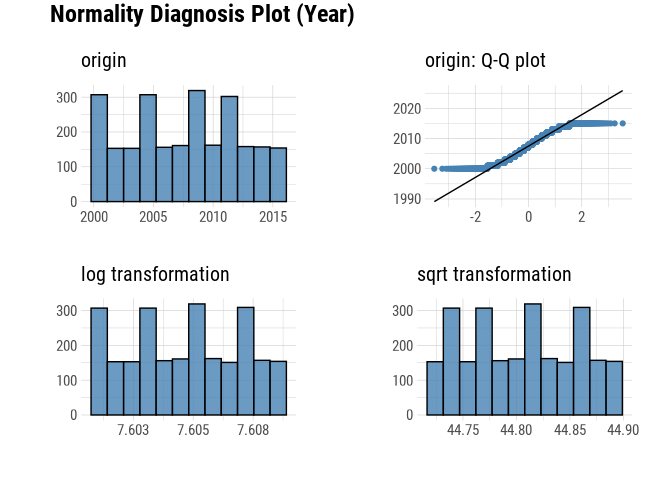 Normality Diagnosis Plot (Year)
origin
300
200
100
0
2000 2005 2010 2015
origin: Q-Q plot
2020
2010
2000
1990
-2 0 2
log transformation
300
200
100
0
7.603 7.605 7.608
sqrt transformation
300
200
100
0
44.75 44.80 44.85 44.90